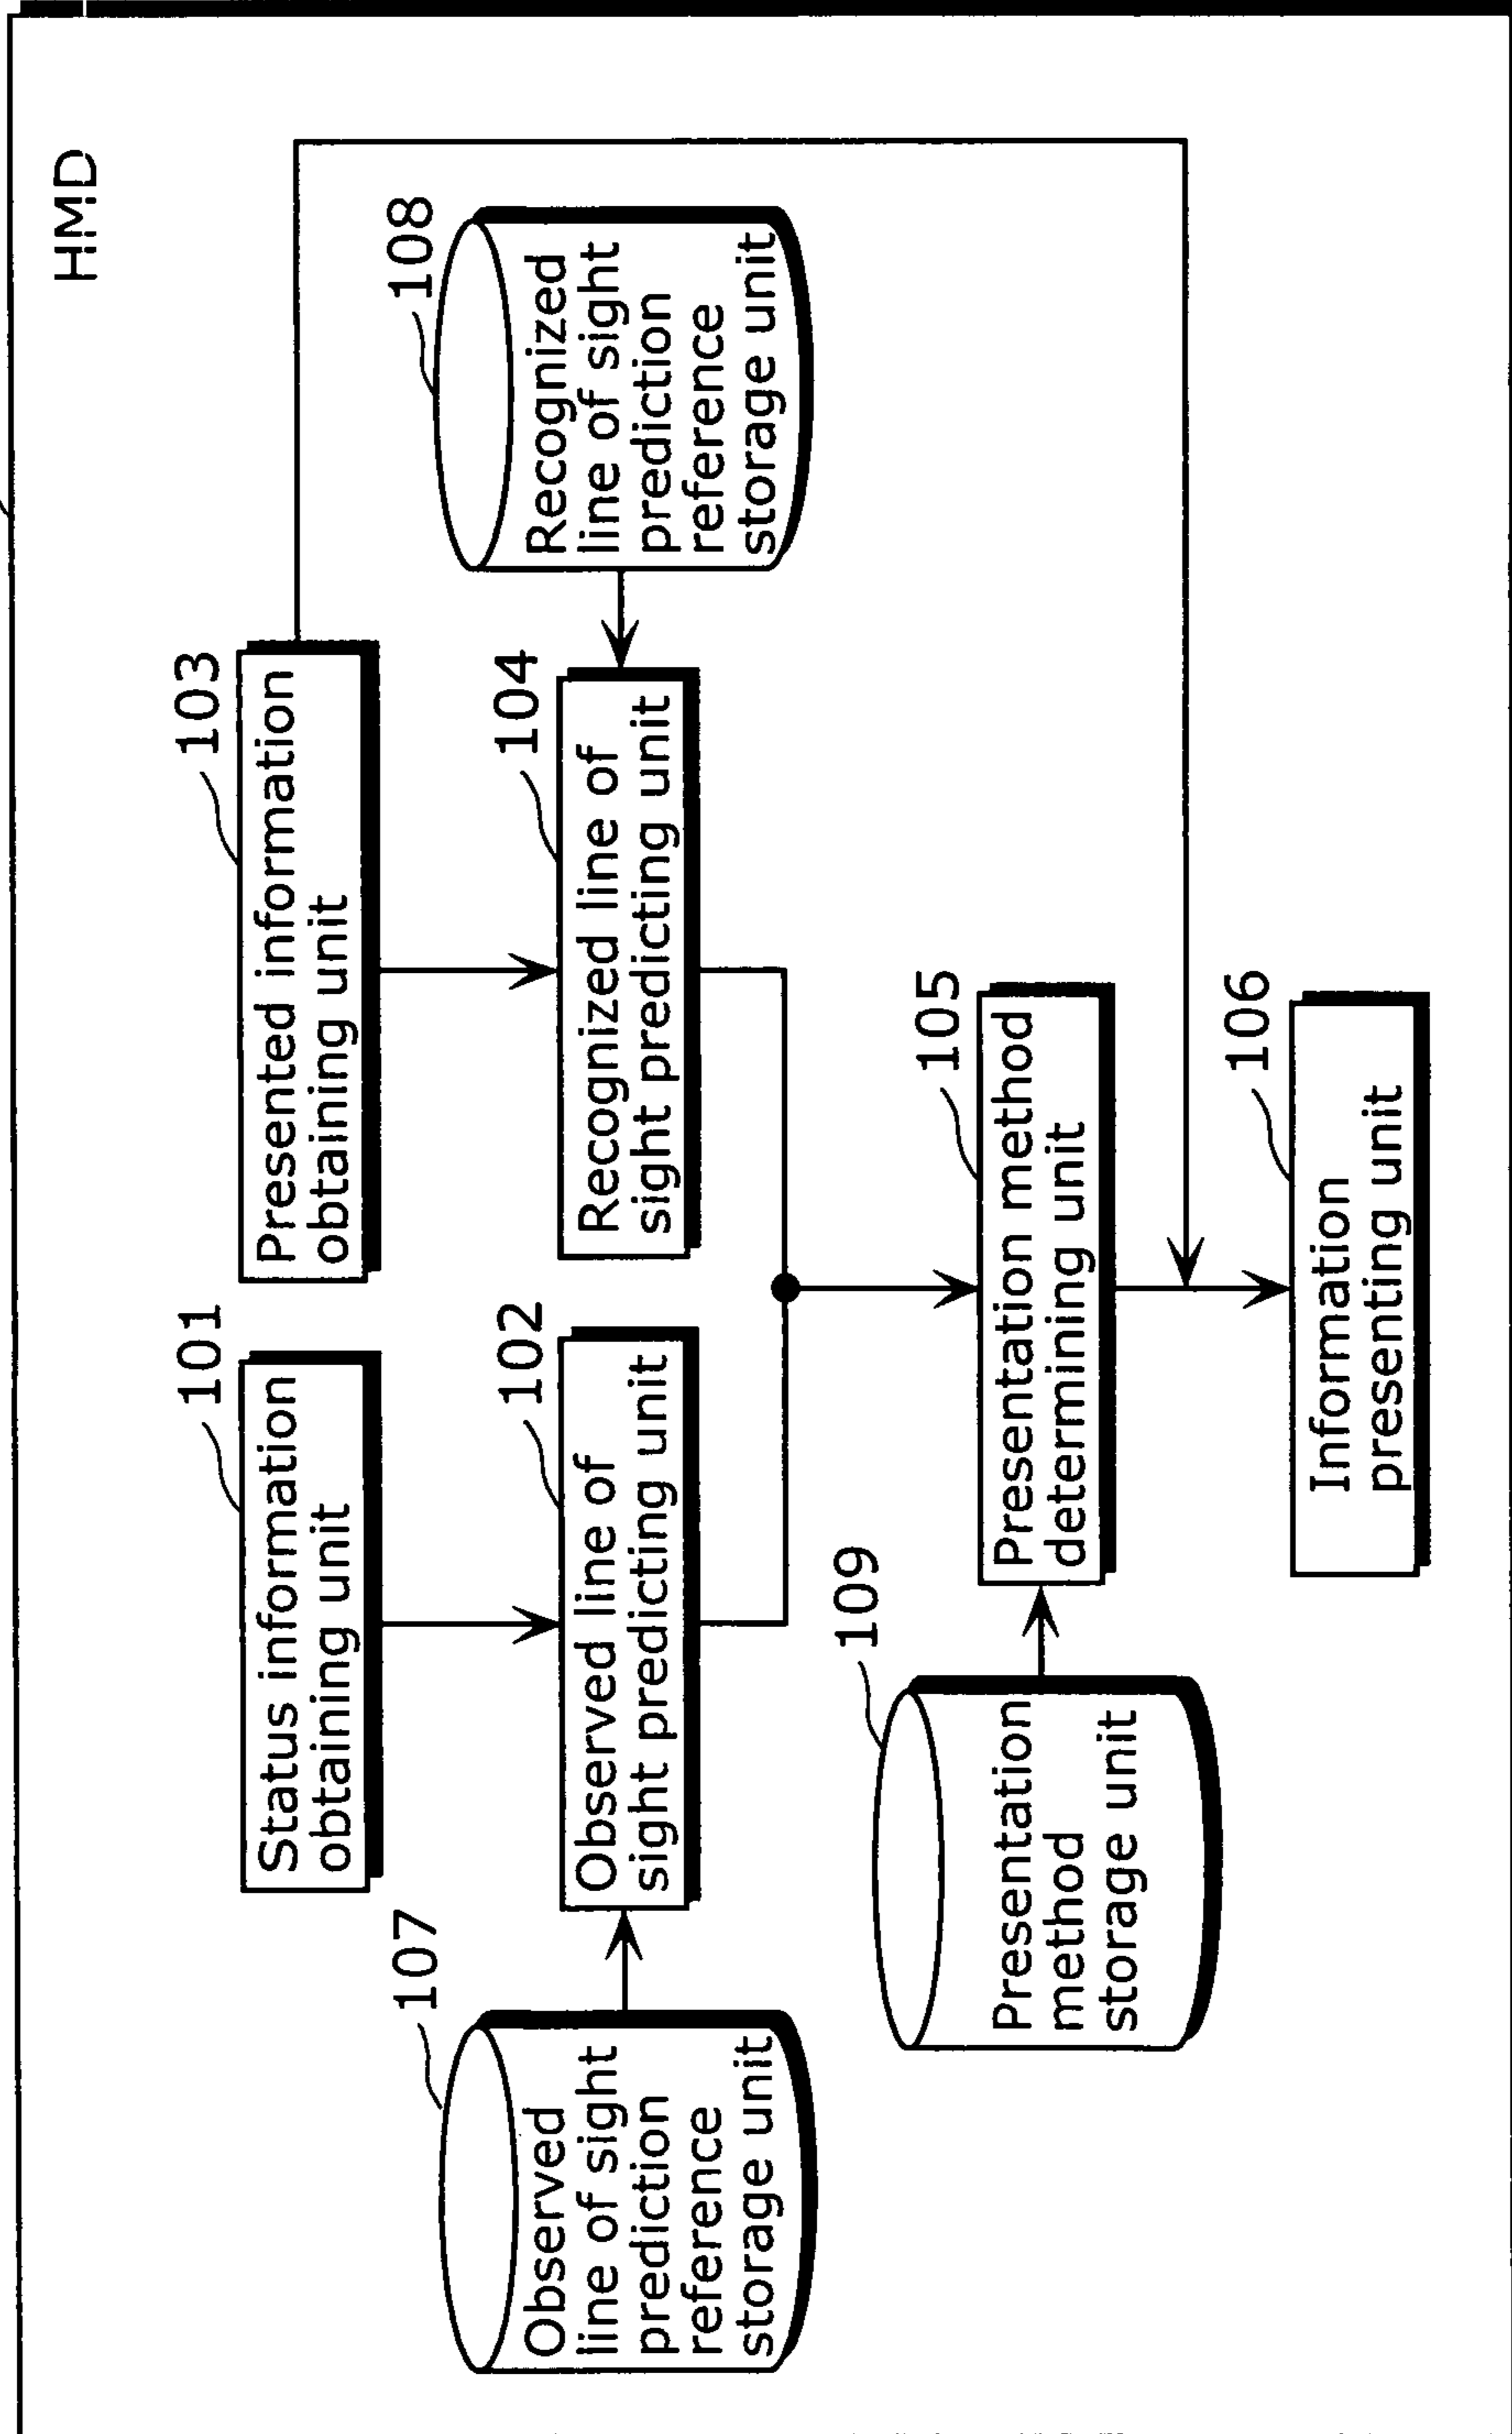 HMD
101
Status information
obtaining unit
103
Presented information
obtaining unit
107
Observed
line of sight
prediction
reference
storage unit
102
Observed line of
sight predicting unit
104
Recognized line of
sight predicting unit
108
Recognized
line of sight
prediction
reference
storage unit
109
Presentation
method
storage unit
105
Presentation method
determining unit
106
Information
presenting unit